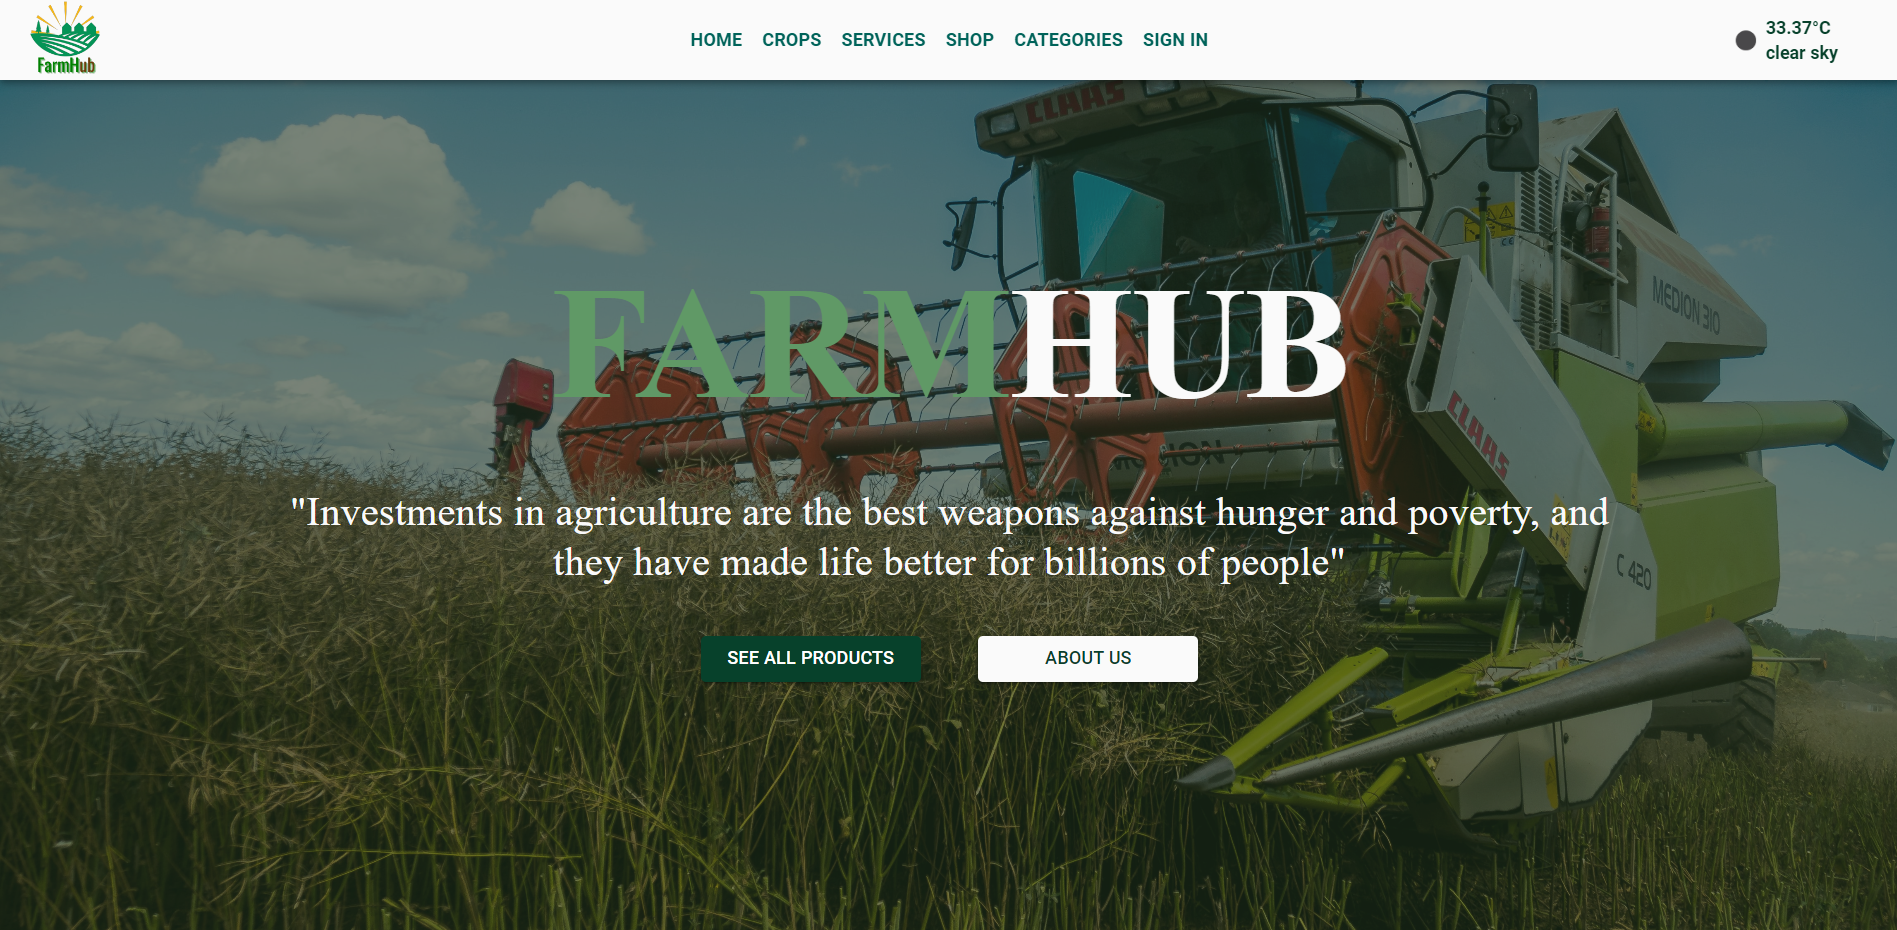 FarmHub
HOME CROPS SERVICES SHOP CATEGORIES SIGN IN
33.37°C
clear sky
CLAAS
MEDION 310
FARMHUB
CLAAS
MEDION
"Investments in agriculture are the best weapons against hunger and poverty, and
they have made life better for billions of people"
C 420
SEE ALL PRODUCTS
ABOUT US